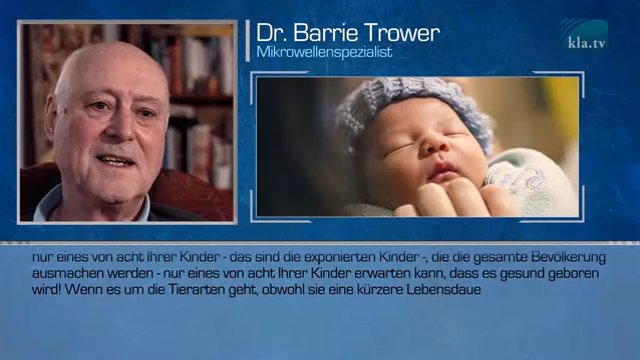 Dr. Barrie Trower
Mikrowellenspezialist
kla.tv
nur eines von acht Ihrer Kinder - das sind die exponierten Kinder -, die die gesamte Bevölkerung
ausmachen werden - nur eines von acht Ihrer Kinder erwarten kann, dass es gesund geboren
wird! Wenn es um die Tierarten geht, obwohl sie eine kürzere Lebensdaue